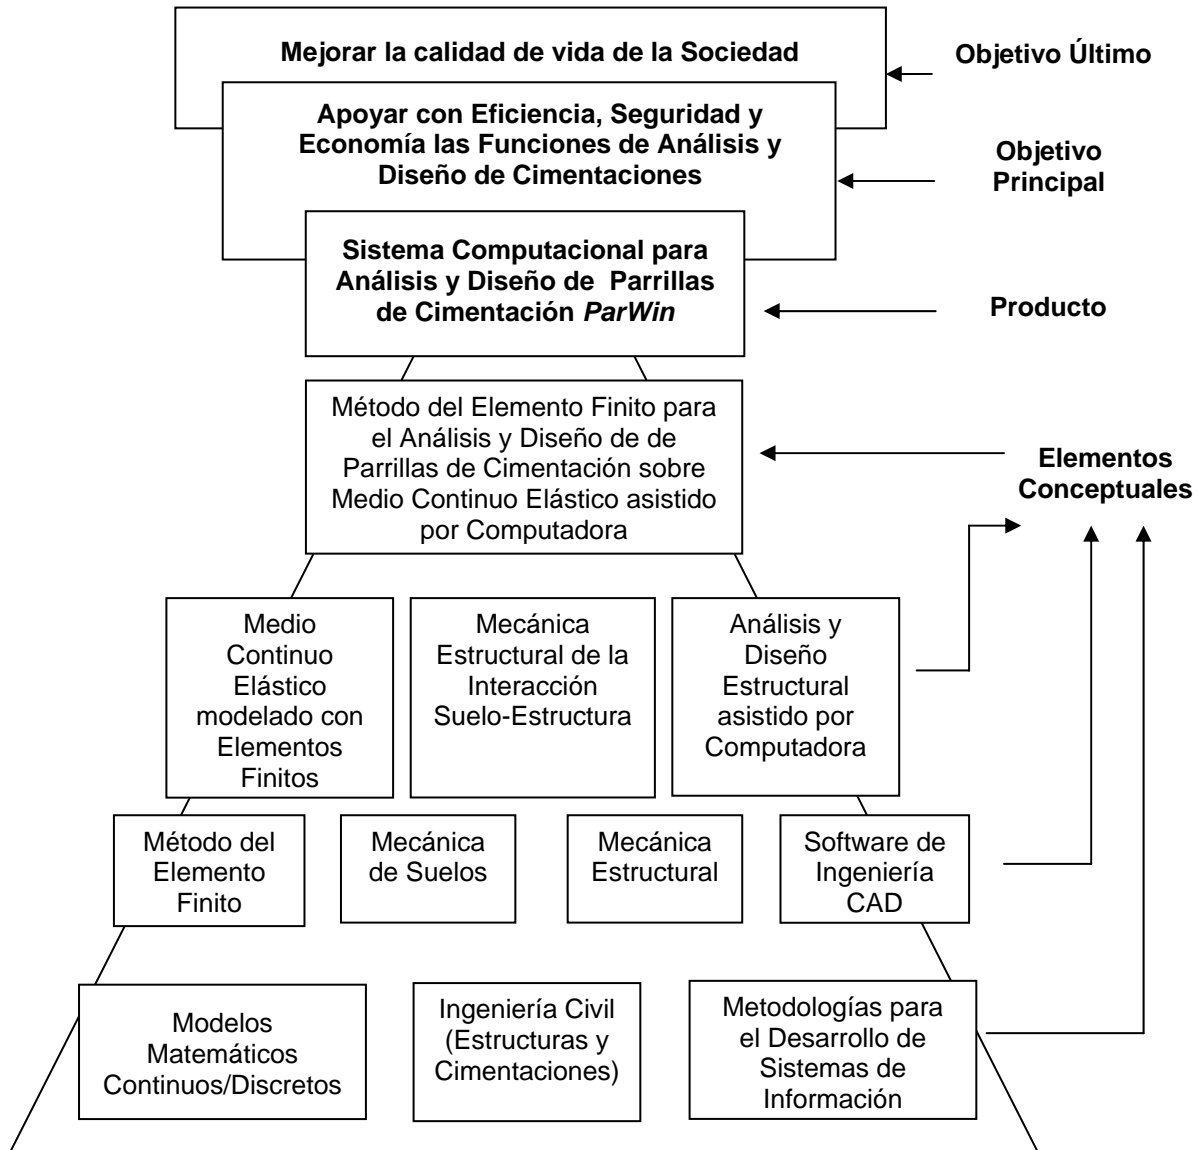 Mejorar la calidad de vida de la Sociedad
Objetivo Último
Apoyar con Eficiencia, Seguridad y
Economía las Funciones de Análisis y
Diseño de Cimentaciones
Objetivo
Principal
Sistema Computacional para
Análisis y Diseño de Parrillas
de Cimentación ParWin
Producto
Método del Elemento Finito para
el Análisis y Diseño de de
Parrillas de Cimentación sobre
Medio Continuo Elástico asistido
por Computadora
Elementos
Conceptuales
Medio
Continuo
Elástico
modelado con
Elementos
Finitos
Mecánica
Estructural de la
Interacción
Suelo-Estructura
Análisis y
Diseño
Estructural
asistido por
Computadora
Método del
Elemento
Finito
Mecánica
de Suelos
Mecánica
Estructural
Software de
Ingeniería
CAD
Modelos
Matemáticos
Continuos/Discretos
Ingeniería Civil
(Estructuras y
Cimentaciones)
Metodologías para
el Desarrollo de
Sistemas de
Información